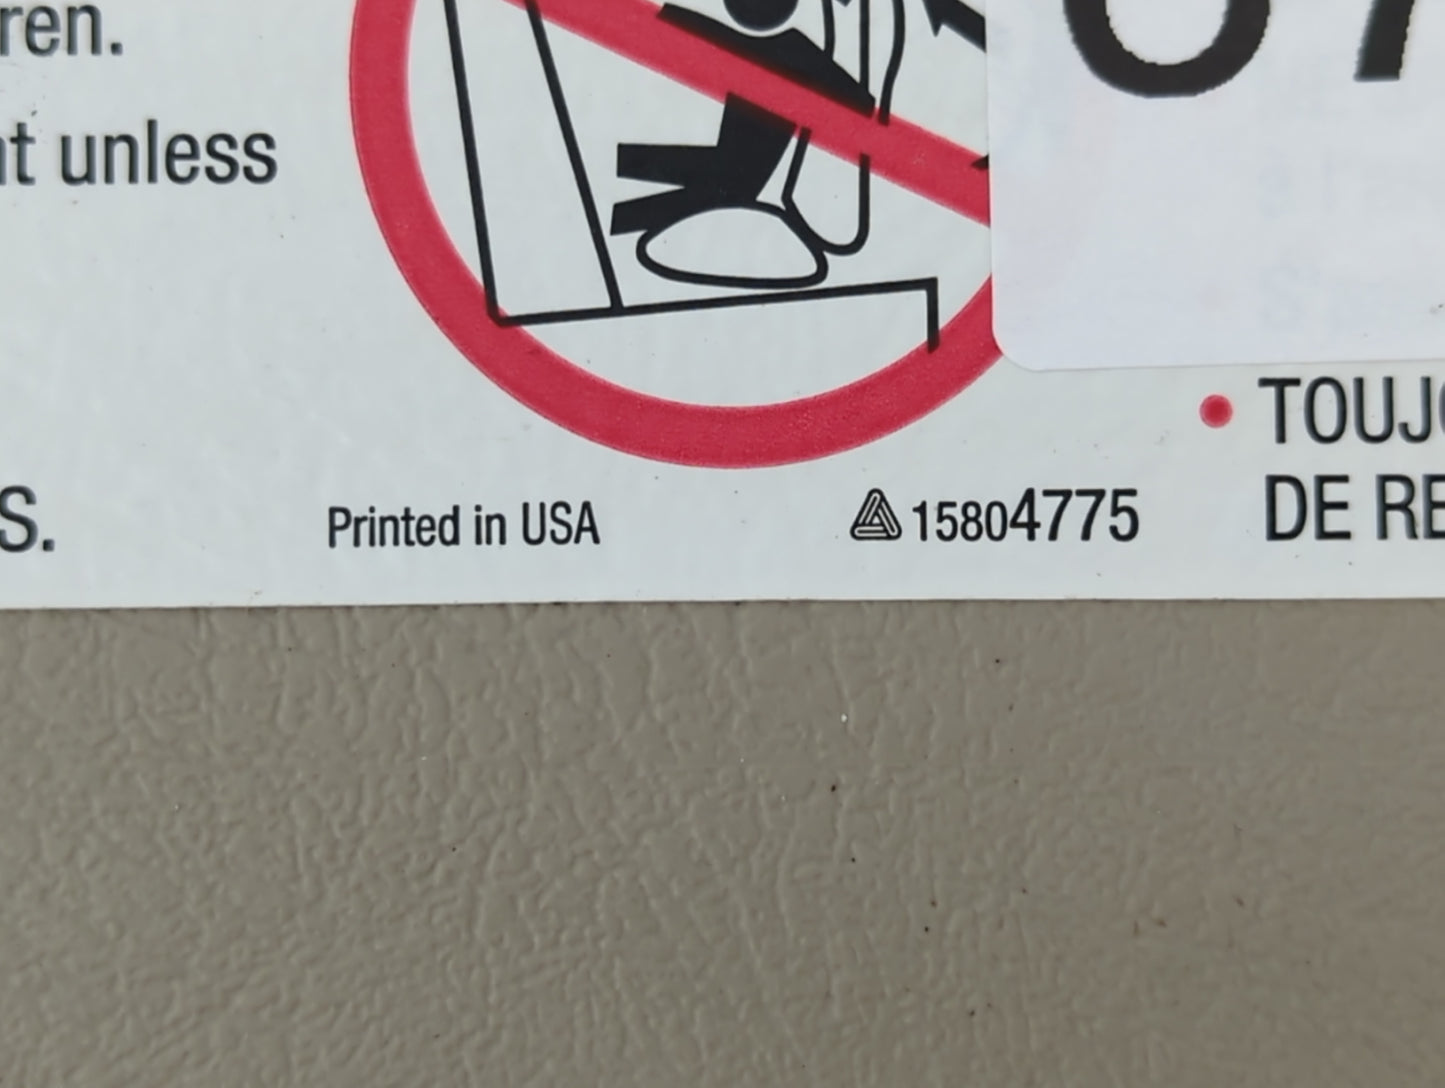 ren.
t unless
S.
Printed in USA
15804775
TOUJ
DE RE